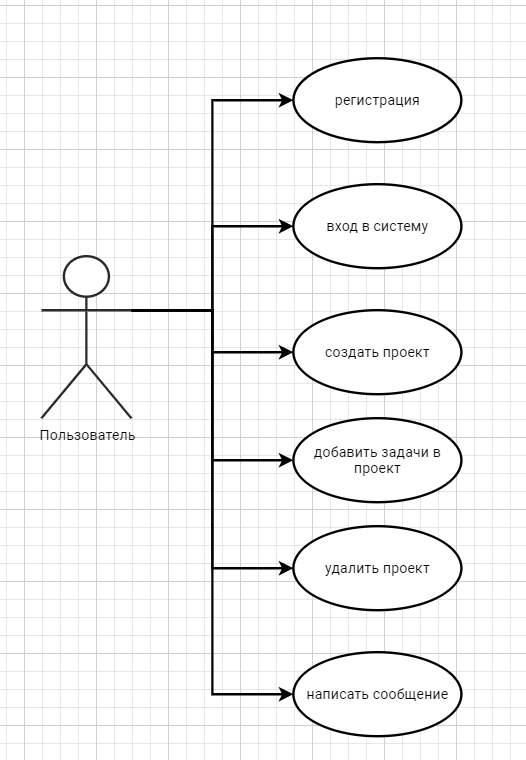 регистрация
вход в систему
создать проект
Пользователь
добавить задачи в
проект
удалить проект
написать сообщение